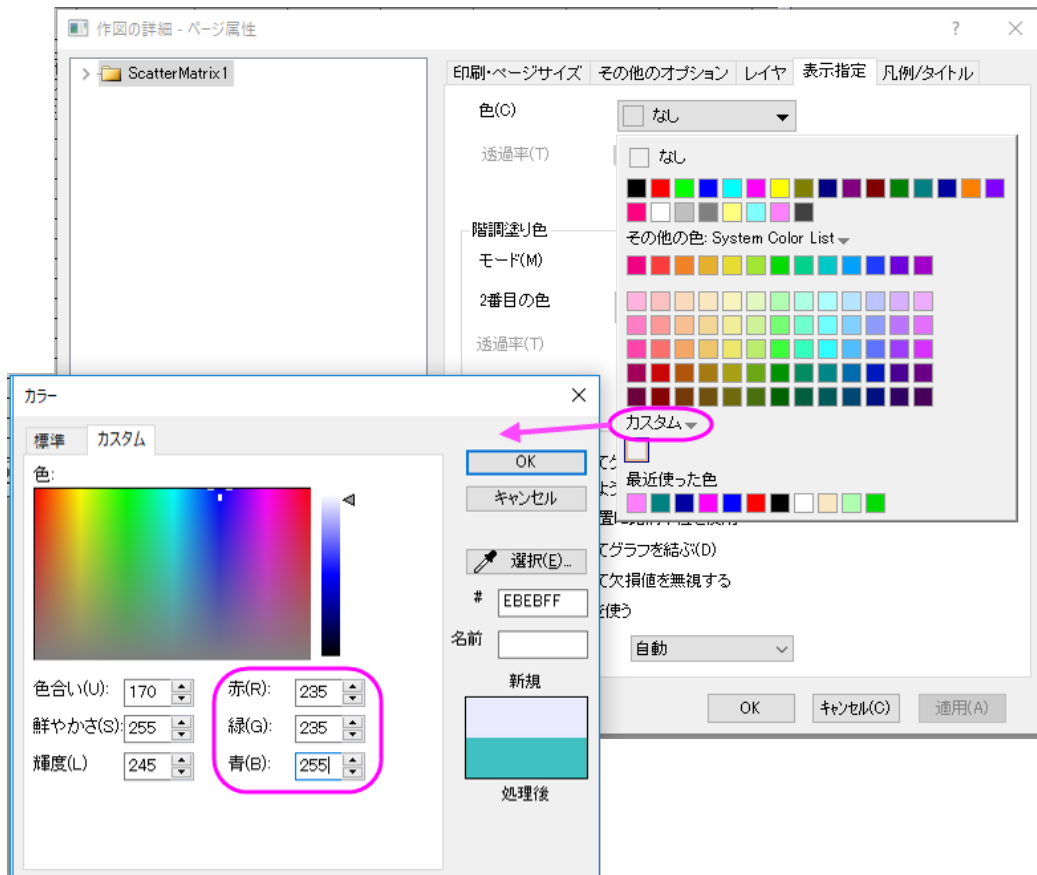 作図の詳細 - ページ属性
ScatterMatrix1
印刷・ページサイズ その他のオプション レイヤ 表示指定 凡例/タイトル
色(C)
なし
透過率(T)
なし
その他の色: System Color List
階調塗り色
モード(M)
2番目の色
透過率(T)
カスタム
最近使った色
てグラフを結ぶ(D)
て欠損値を無視する
を使う
自動
OK キャンセル(C) 適用(A)
カラー
標準 カスタム
色:
OK
キャンセル
選択(E)...
# EBEBFF
名前
新規
処理後
色合い(U): 170 赤(R): 235
鮮やかさ(S): 255 緑(G): 235
輝度(L) 245 青(B): 255